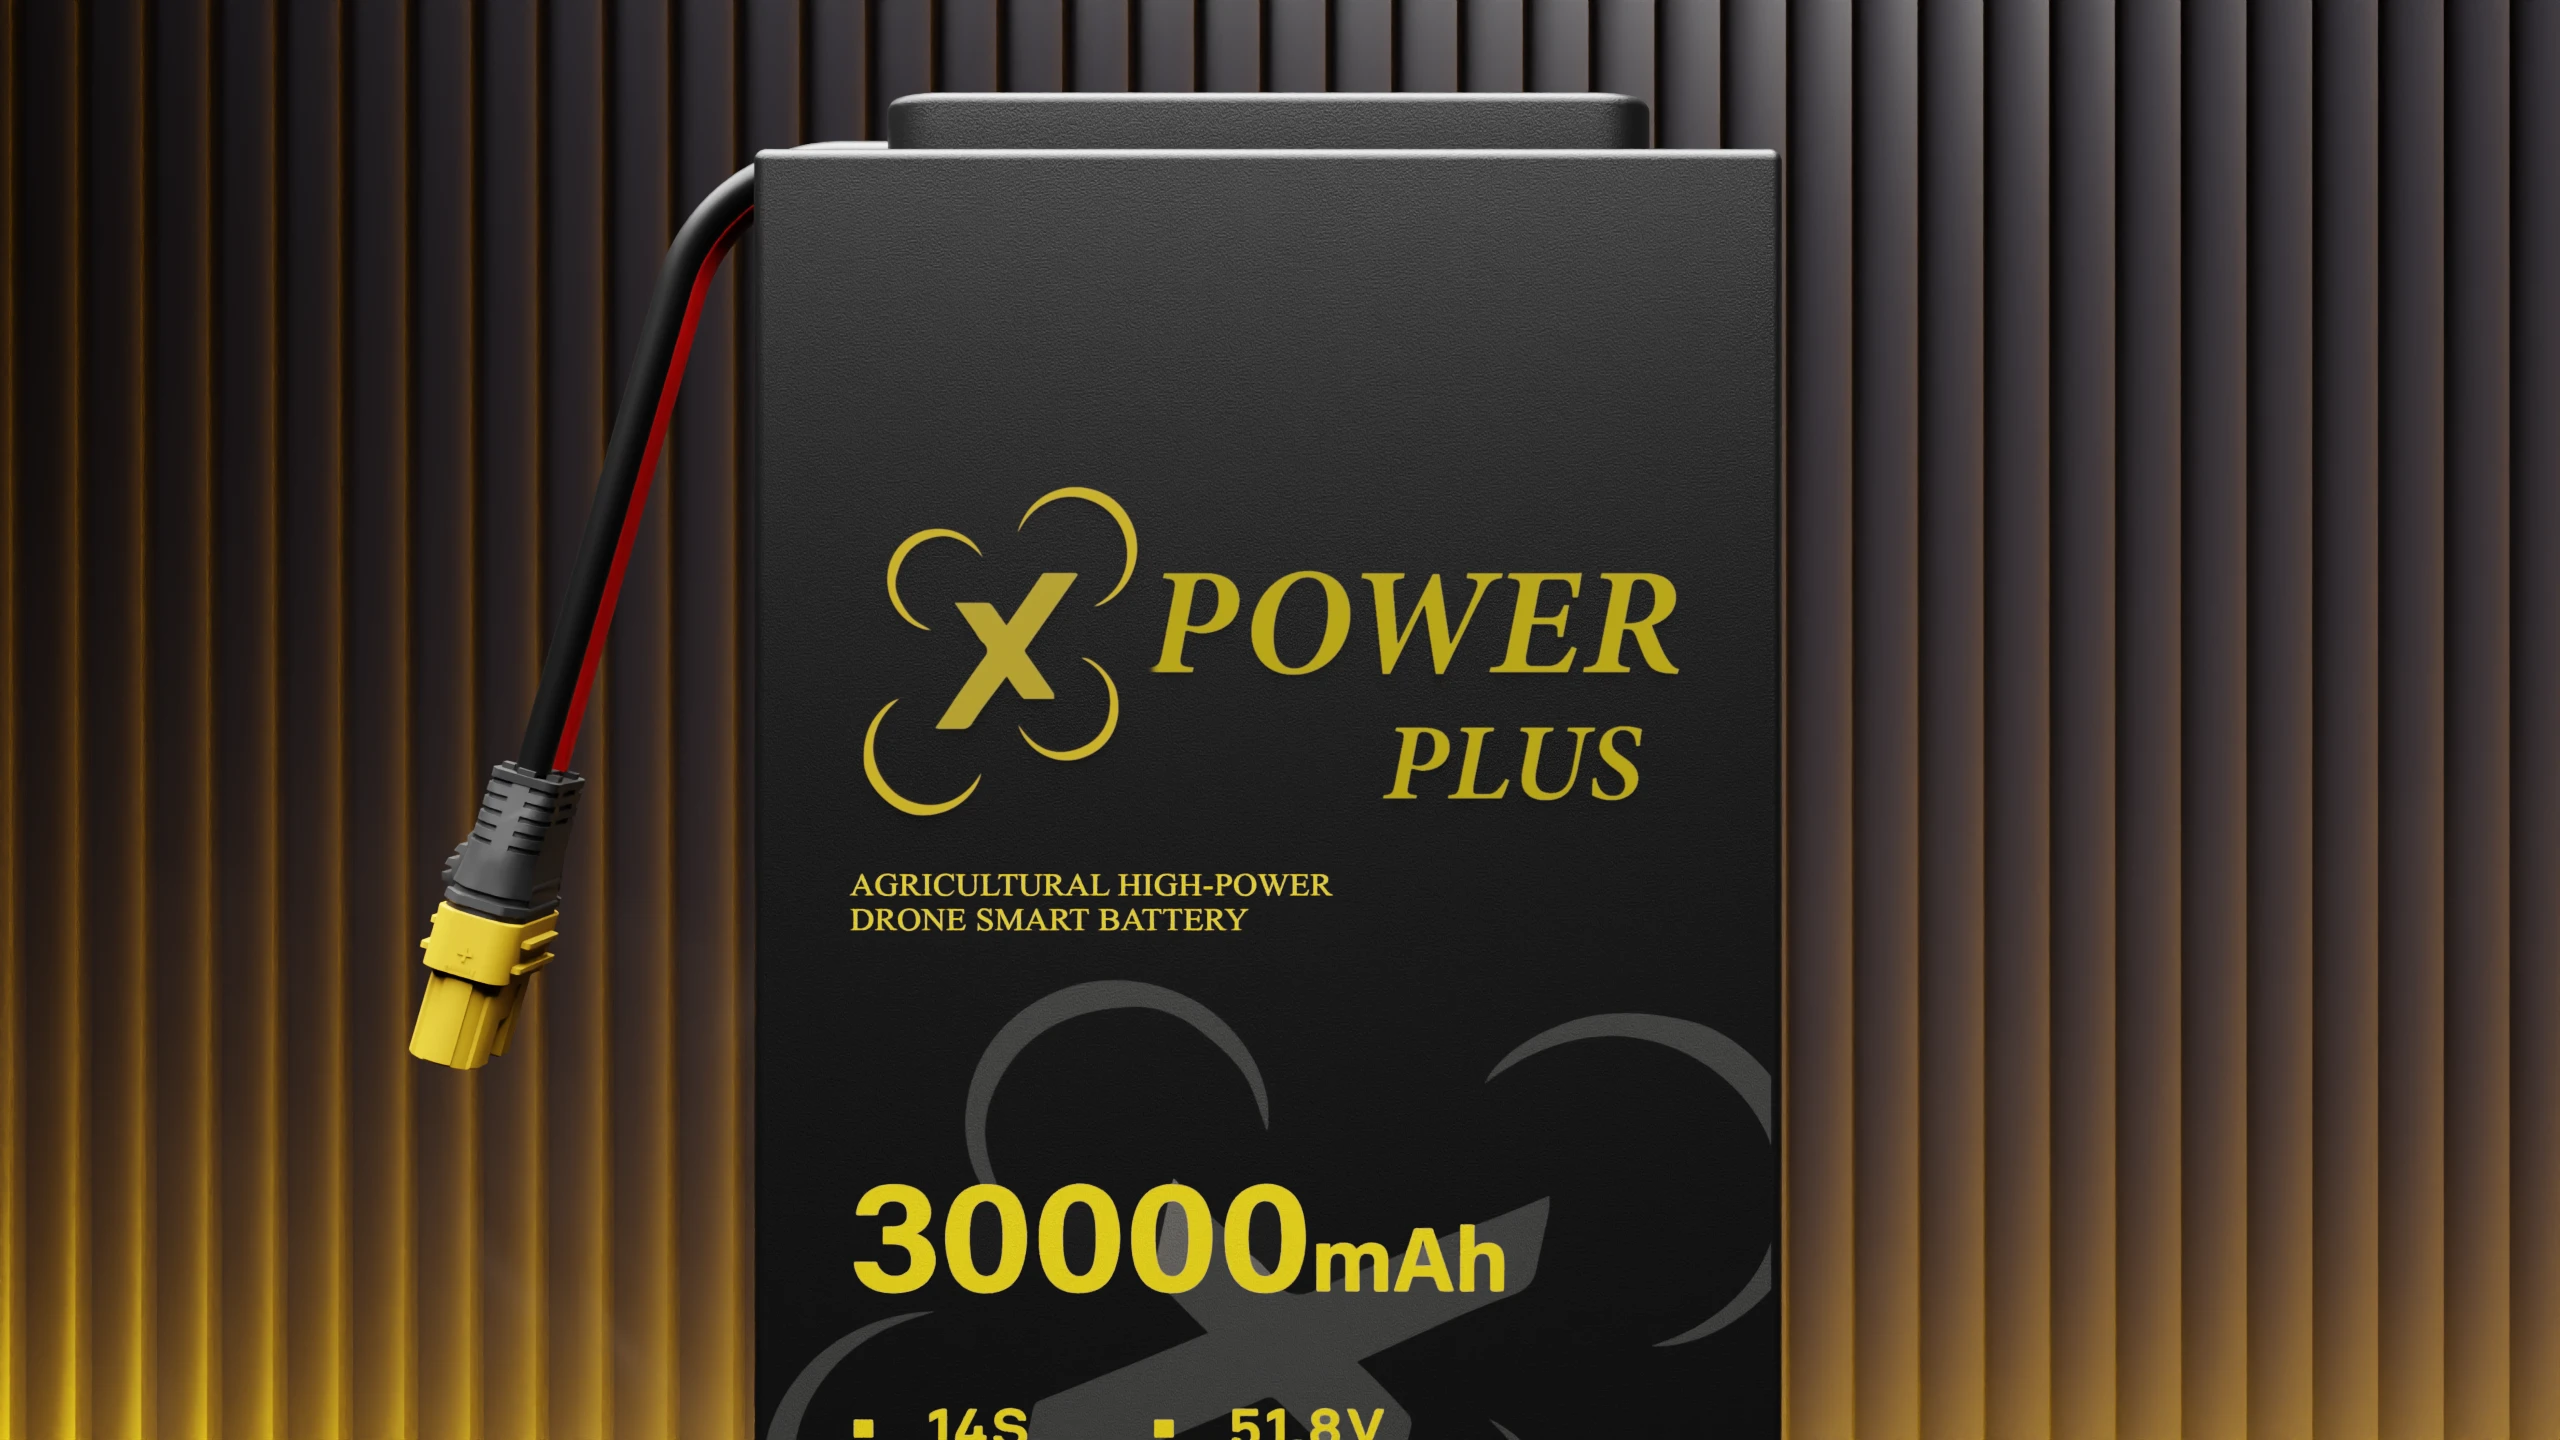 X POWER
PLUS
AGRICULTURAL HIGH-POWER
DRONE SMART BATTERY
30000mAh
▪ 14S ▪ 51.8V